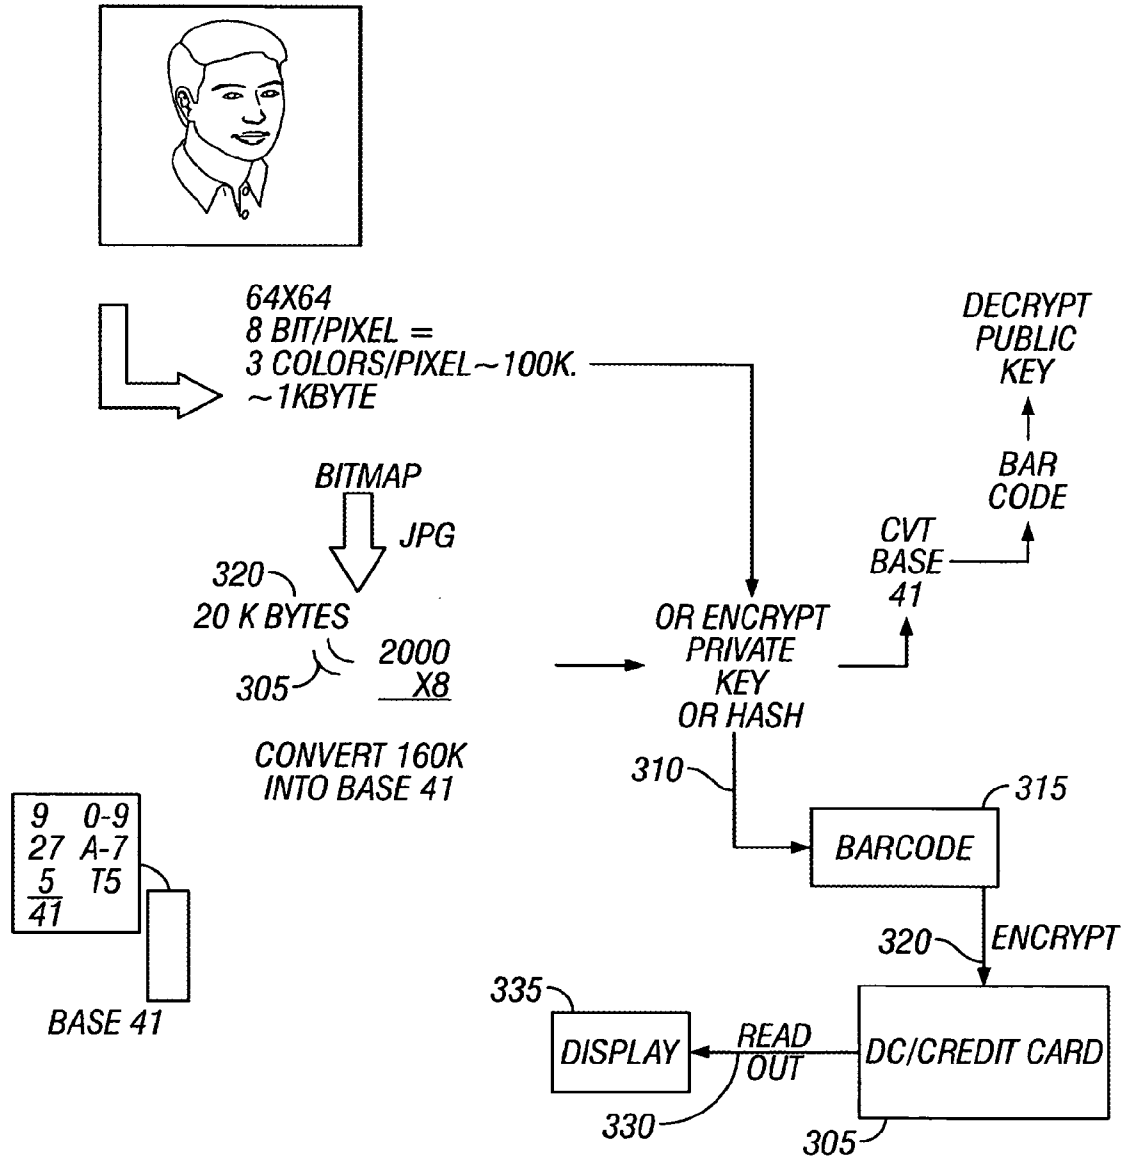 64X64
8 BIT/PIXEL =
3 COLORS/PIXEL~100K.
~1KBYTE
DECRYPT
PUBLIC
KEY
BAR
CODE
BITMAP
JPG
CVT
BASE
41
320
20 K BYTES
305
2000
X8
OR ENCRYPT
PRIVATE
KEY
OR HASH
CONVERT 160K
INTO BASE 41
310
315
BARCODE
9 0-9
27 A-7
5 T5
41
BASE 41
320
ENCRYPT
335
DISPLAY
READ
OUT
DC/CREDIT CARD
330
305